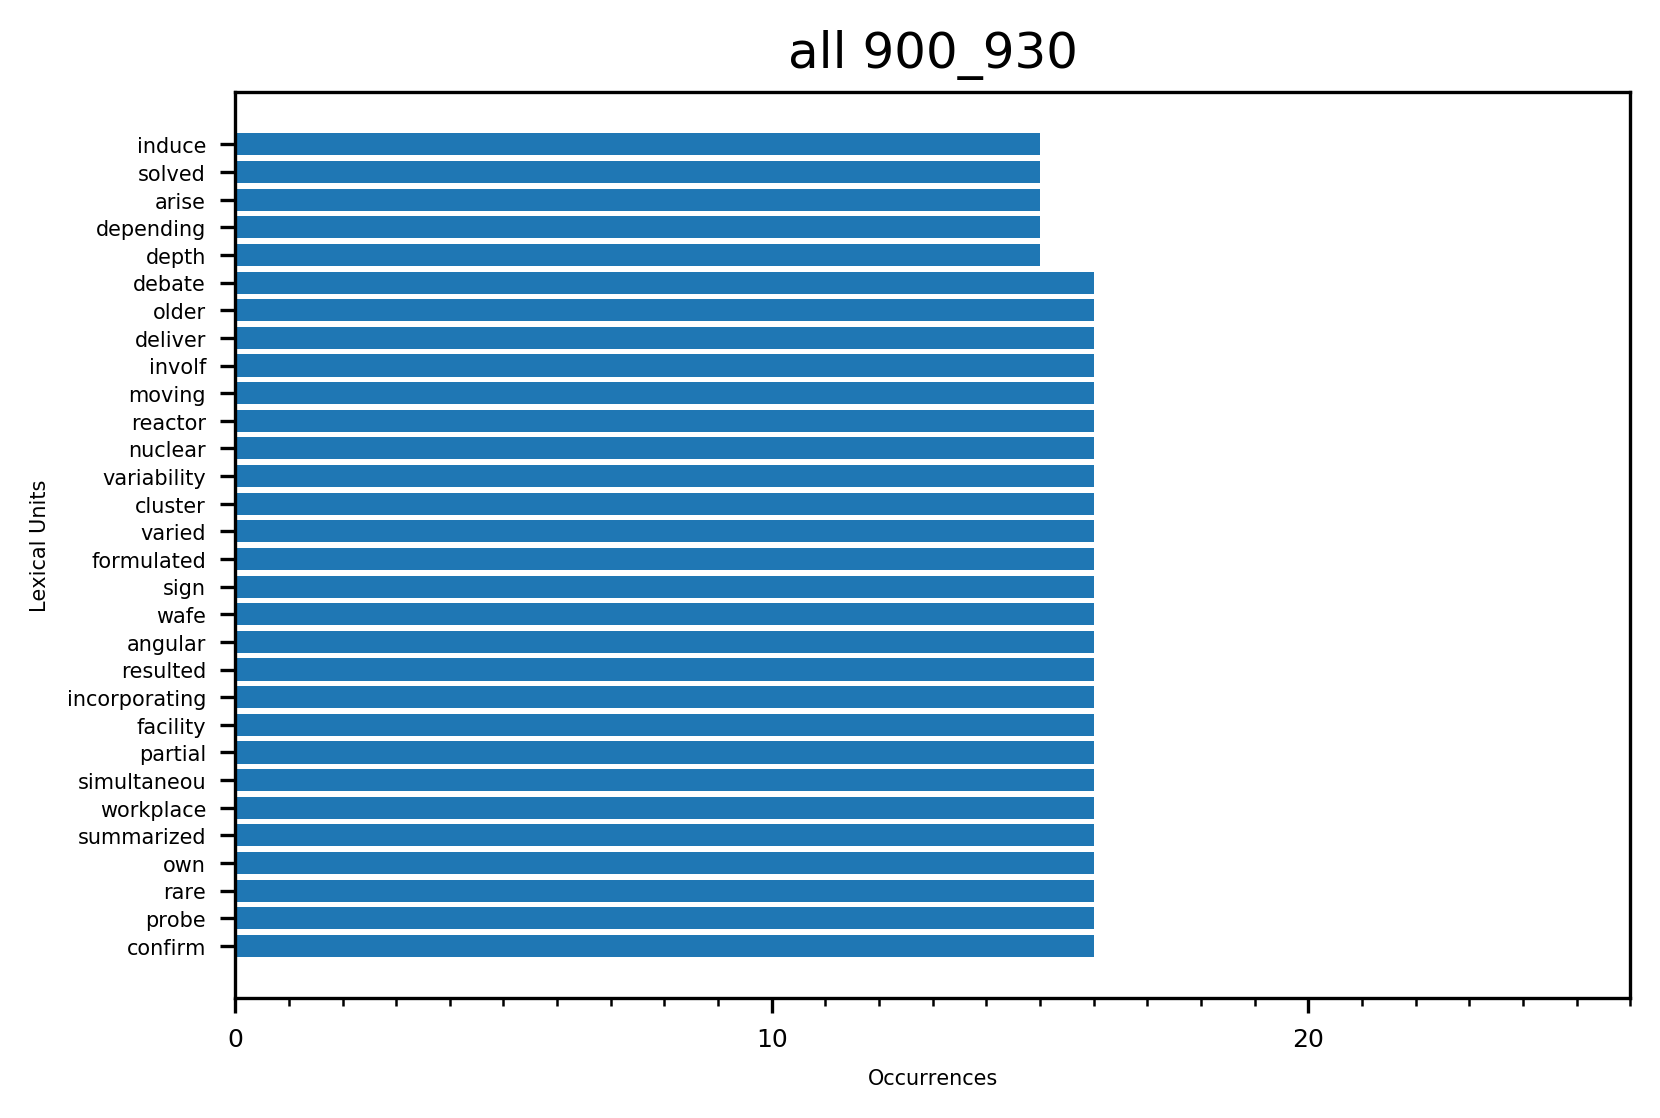 all 900_930
induce
solved
arise
depending
depth
debate
older
deliver
involf
moving
reactor
nuclear
variability
cluster
varied
formulated
sign
wafe
angular
resulted
incorporating
facility
partial
simultaneou
workplace
summarized
own
rare
probe
confirm
Lexical Units
0 10 20
Occurrences